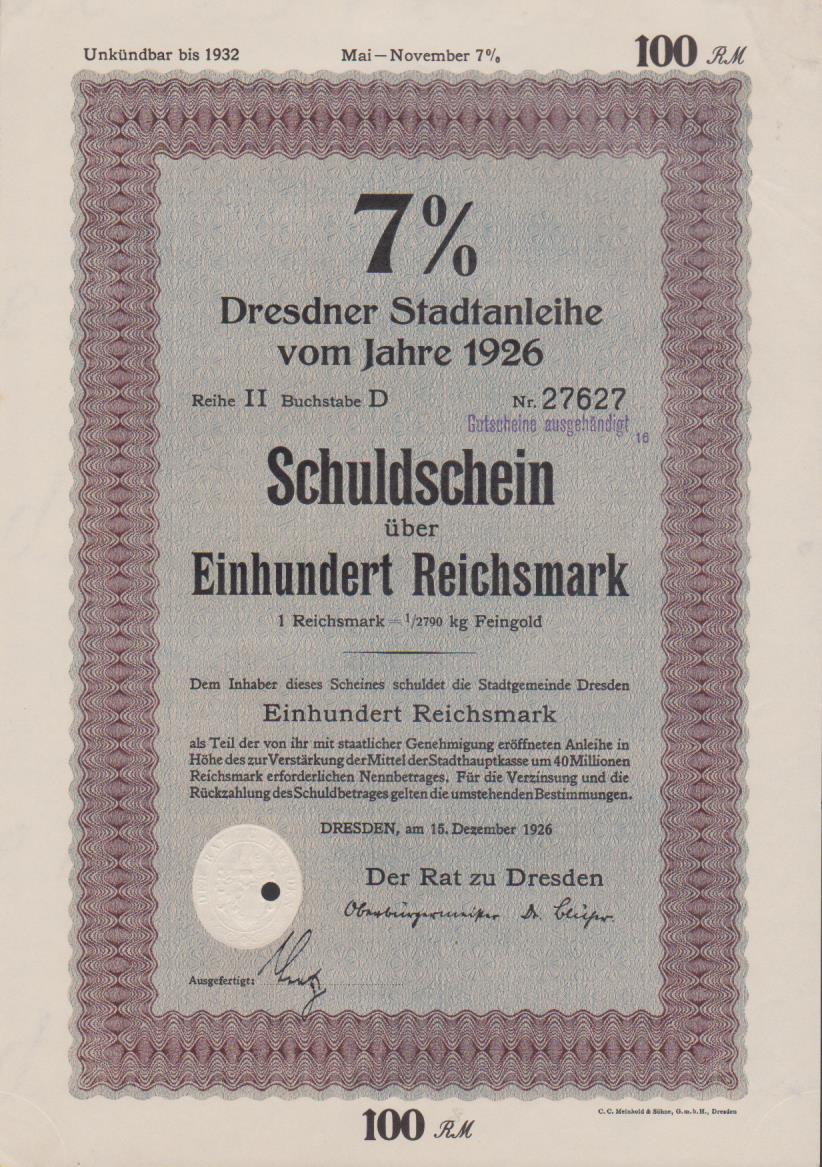 Unkündbar bis 1932
Mai – November 7%
100 RM
7%
Dresdner Stadtanleihe
vom Jahre 1926
Reihe II Buchstabe D
Nr. 27627
Gutscheine ausgehändigt
16
Schuldschein
über
Einhundert Reichsmark
1 Reichsmark = 1/2790 kg Feingold
Dem Inhaber dieses Scheines schuldet die Stadtgemeinde Dresden
Einhundert Reichsmark
als Teil der von ihr mit staatlicher Genehmigung eröffneten Anleihe in
Höhe des zur Verstärkung der Mittel der Stadthauptkasse um 40 Millionen
Reichsmark erforderlichen Nennbetrages. Für die Verzinsung und die
Rückzahlung des Schuldbetrages gelten die umstehenden Bestimmungen.
DRESDEN, am 15. Dezember 1926
Der Rat zu Dresden
Oberbürgermeister Dr. Blüher.
Ausgefertigt:
C. C. Meinhold & Söhne, G.m.b.H., Dresden
100 RM